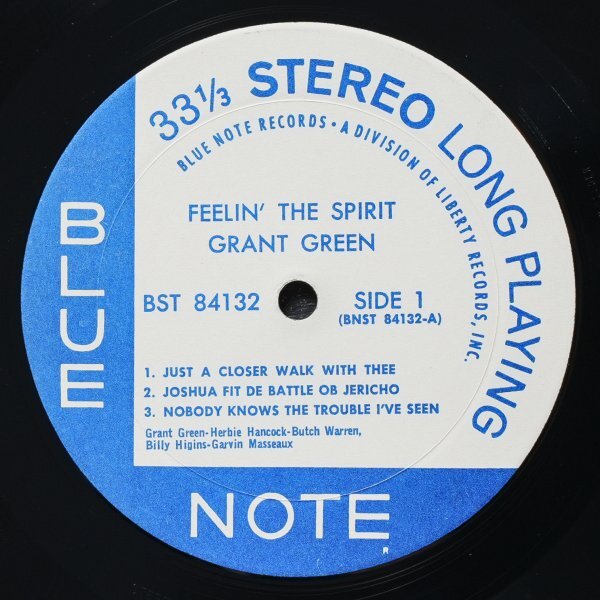 33 1/3 STEREO LONG PLAYING
BLUE NOTE RECORDS • A DIVISION OF LIBERTY RECORDS, INC.
FEELIN' THE SPIRIT
GRANT GREEN
BST 84132
SIDE 1
(BNST 84132-A)
1. JUST A CLOSER WALK WITH THEE
2. JOSHUA FIT DE BATTLE OB JERICHO
3. NOBODY KNOWS THE TROUBLE I'VE SEEN
Grant Green-Herbie Hancock-Butch Warren,
Billy Higins-Garvin Masseaux
BLUE
NOTE
R